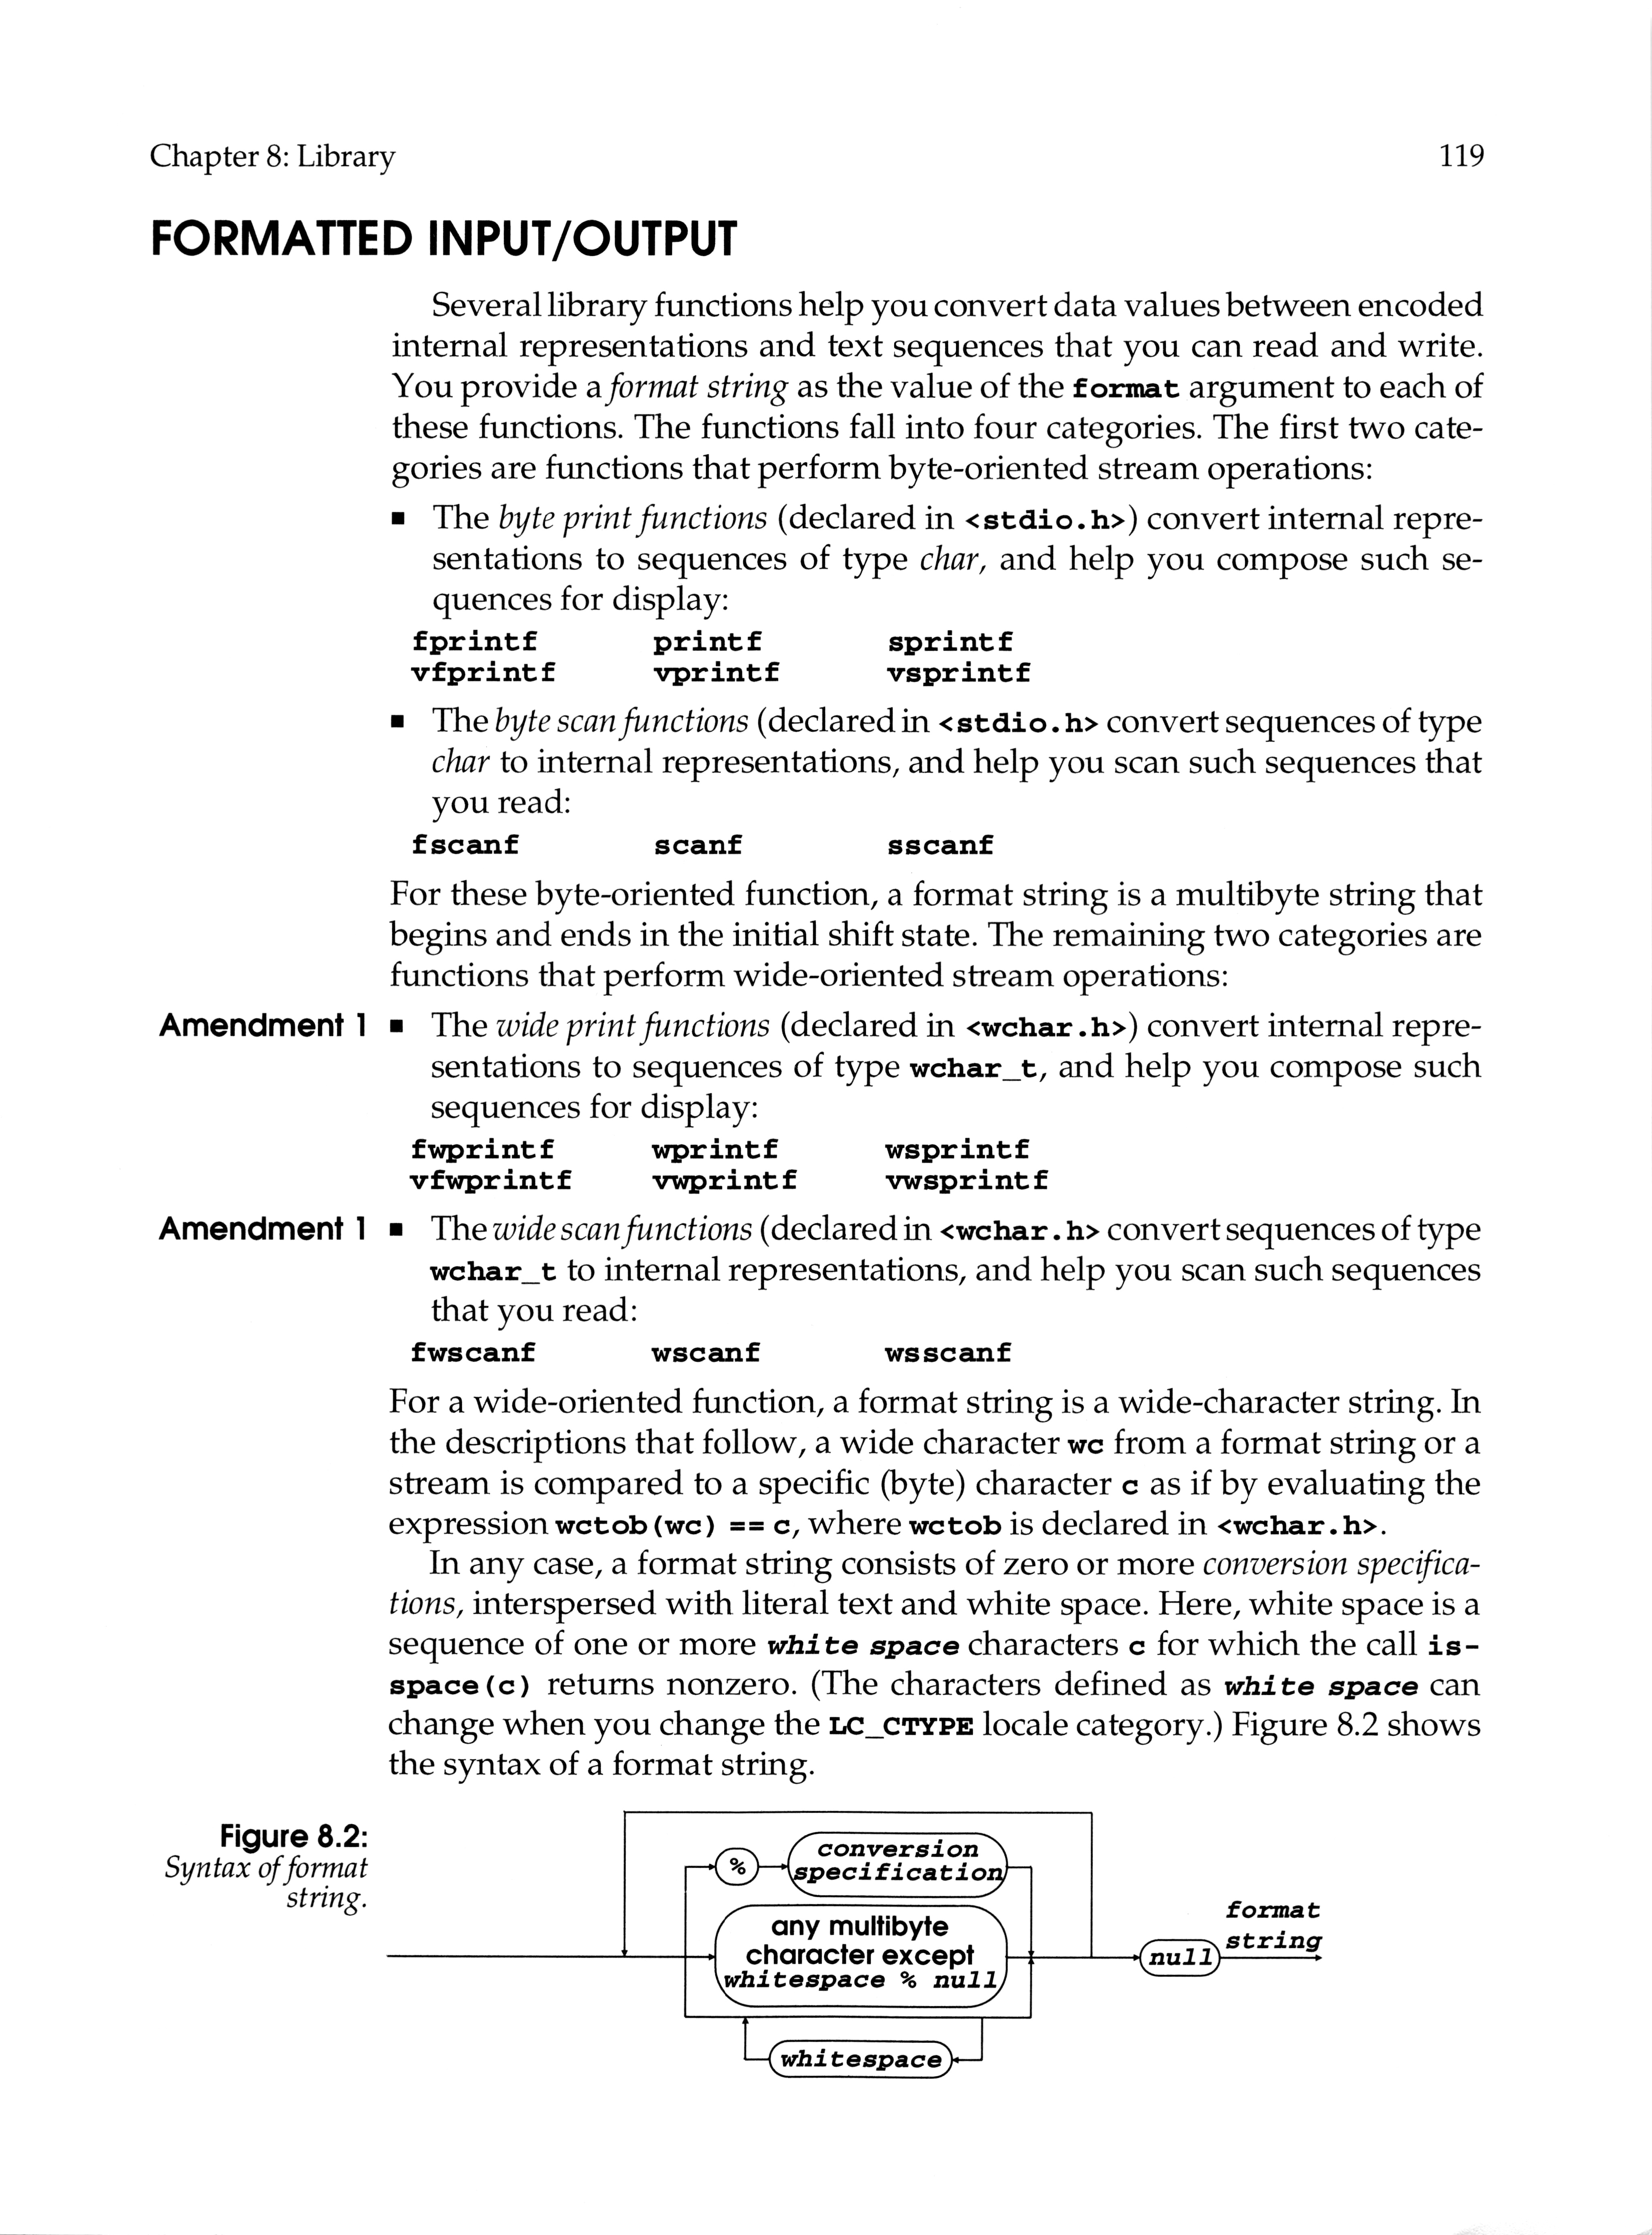 Chapter 8: Library 119
FORMATTED INPUT/OUTPUT
Several library functions help you convert data values between encoded
internal representations and text sequences that you can read and write.
You provide a format string as the value of the format argument to each of
these functions. The functions fall into four categories. The first two cate-
gories are functions that perform byte-oriented stream operations:
■ The byte print functions (declared in <stdio.h>) convert internal repre-
sentations to sequences of type char, and help you compose such se-
quences for display:
fprintf printf sprintf
vfprintf vprintf vsprintf
■ The byte scan functions (declared in <stdio.h> convert sequences of type
char to internal representations, and help you scan such sequences that
you read:
fscanf scanf sscanf
For these byte-oriented function, a format string is a multibyte string that
begins and ends in the initial shift state. The remaining two categories are
functions that perform wide-oriented stream operations:
Amendment 1 ■ The wide print functions (declared in <wchar.h>) convert internal repre-
sentations to sequences of type wchar_t, and help you compose such
sequences for display:
fwprintf wprintf wsprintf
vfwprintf vwprintf vwsprintf
Amendment 1 ■ The wide scan functions (declared in <wchar.h> convert sequences of type
wchar_t to internal representations, and help you scan such sequences
that you read:
fwscanf wscanf wsscanf
For a wide-oriented function, a format string is a wide-character string. In
the descriptions that follow, a wide character wc from a format string or a
stream is compared to a specific (byte) character c as if by evaluating the
expression wctob(wc) == c, where wctob is declared in <wchar.h>.
In any case, a format string consists of zero or more conversion specifica-
tions, interspersed with literal text and white space. Here, white space is a
sequence of one or more white space characters c for which the call is-
space(c) returns nonzero. (The characters defined as white space can
change when you change the LC_CTYPE locale category.) Figure 8.2 shows
the syntax of a format string.
Figure 8.2:
Syntax of format
string.
conversion
% specification
any multibyte
character except
whitespace % null
whitespace
null
format
string